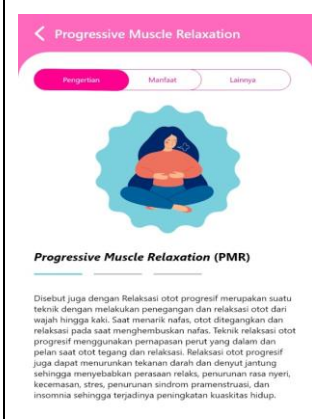 Progressive Muscle Relaxation
Pengertian Manfaat Lainnya
Progressive Muscle Relaxation (PMR)
Disebut juga dengan Relaksasi otot progresif merupakan suatu
teknik dengan melakukan penegangan dan relaksasi otot dari
wajah hingga kaki. Saat menarik nafas, otot ditegangkan dan
relaksasi pada saat menghembuskan nafas. Teknik relaksasi otot
progresif menggunakan pernapasan perut yang dalam dan
pelan saat otot tegang dan relaksasi. Relaksasi otot progresif
juga dapat menurunkan tekanan darah dan denyut jantung
sehingga menyebabkan perasaan relaks, penurunan rasa nyeri,
kecemasan, stres, penurunan sindrom pramenstruasi, dan
insomnia sehingga terjadinya peningkatan kuaskitas hidup.